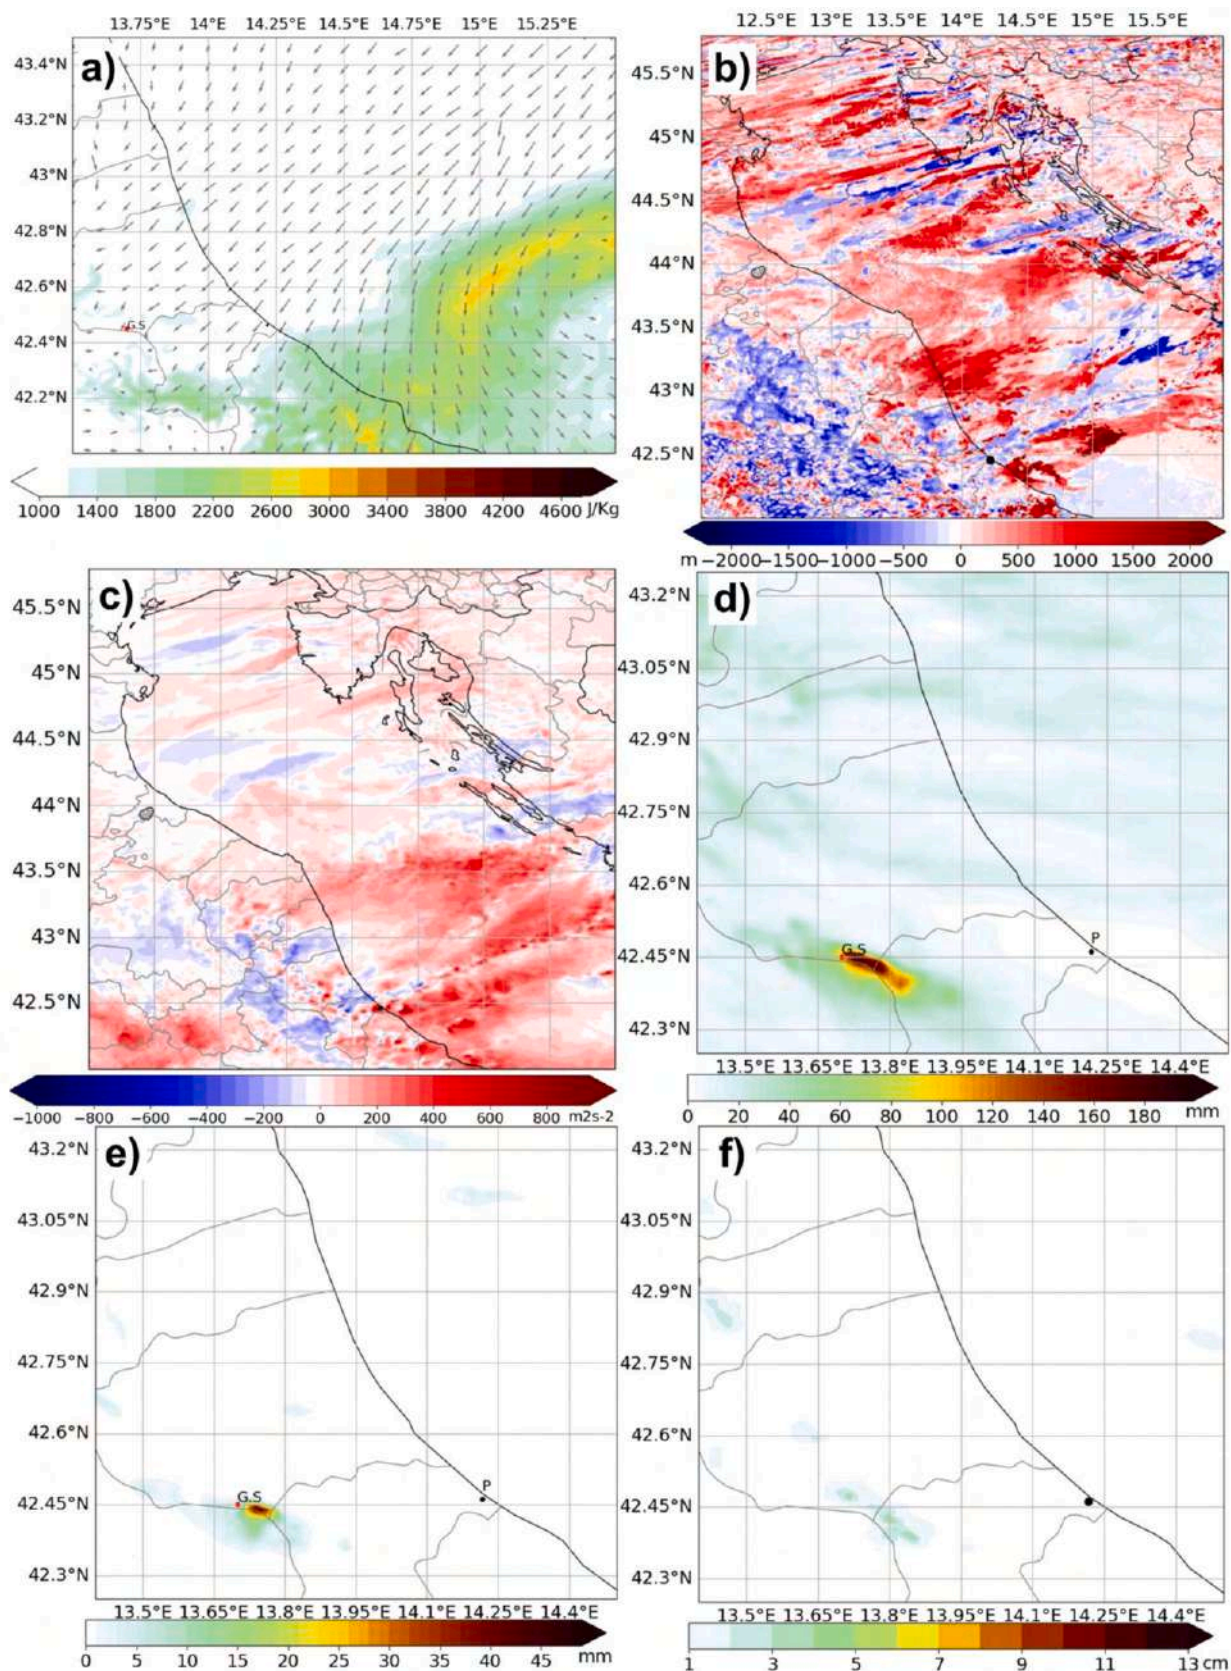 13.75°E 14°E 14.25°E 14.5°E 14.75°E 15°E 15.25°E
a)
43.4°N
43.2°N
43°N
42.8°N
42.6°N
42.4°N
42.2°N
G.S
1000 1400 1800 2200 2600 3000 3400 3800 4200 4600 J/Kg
12.5°E 13°E 13.5°E 14°E 14.5°E 15°E 15.5°E
b)
45.5°N
45°N
44.5°N
44°N
43.5°N
43°N
42.5°N
m −2000 −1500 −1000 −500 0 500 1000 1500 2000
c)
45.5°N
45°N
44.5°N
44°N
43.5°N
43°N
42.5°N
−1000 −800 −600 −400 −200 0 200 400 600 800 m2s-2
d)
43.2°N
43.05°N
42.9°N
42.75°N
42.6°N
42.45°N
42.3°N
G.S
P
13.5°E 13.65°E 13.8°E 13.95°E 14.1°E 14.25°E 14.4°E
0 20 40 60 80 100 120 140 160 180 mm
e)
43.2°N
43.05°N
42.9°N
42.75°N
42.6°N
42.45°N
42.3°N
G.S
P
13.5°E 13.65°E 13.8°E 13.95°E 14.1°E 14.25°E 14.4°E
0 5 10 15 20 25 30 35 40 45 mm
f)
43.2°N
43.05°N
42.9°N
42.75°N
42.6°N
42.45°N
42.3°N
13.5°E 13.65°E 13.8°E 13.95°E 14.1°E 14.25°E 14.4°E
1 3 5 7 9 11 13 cm